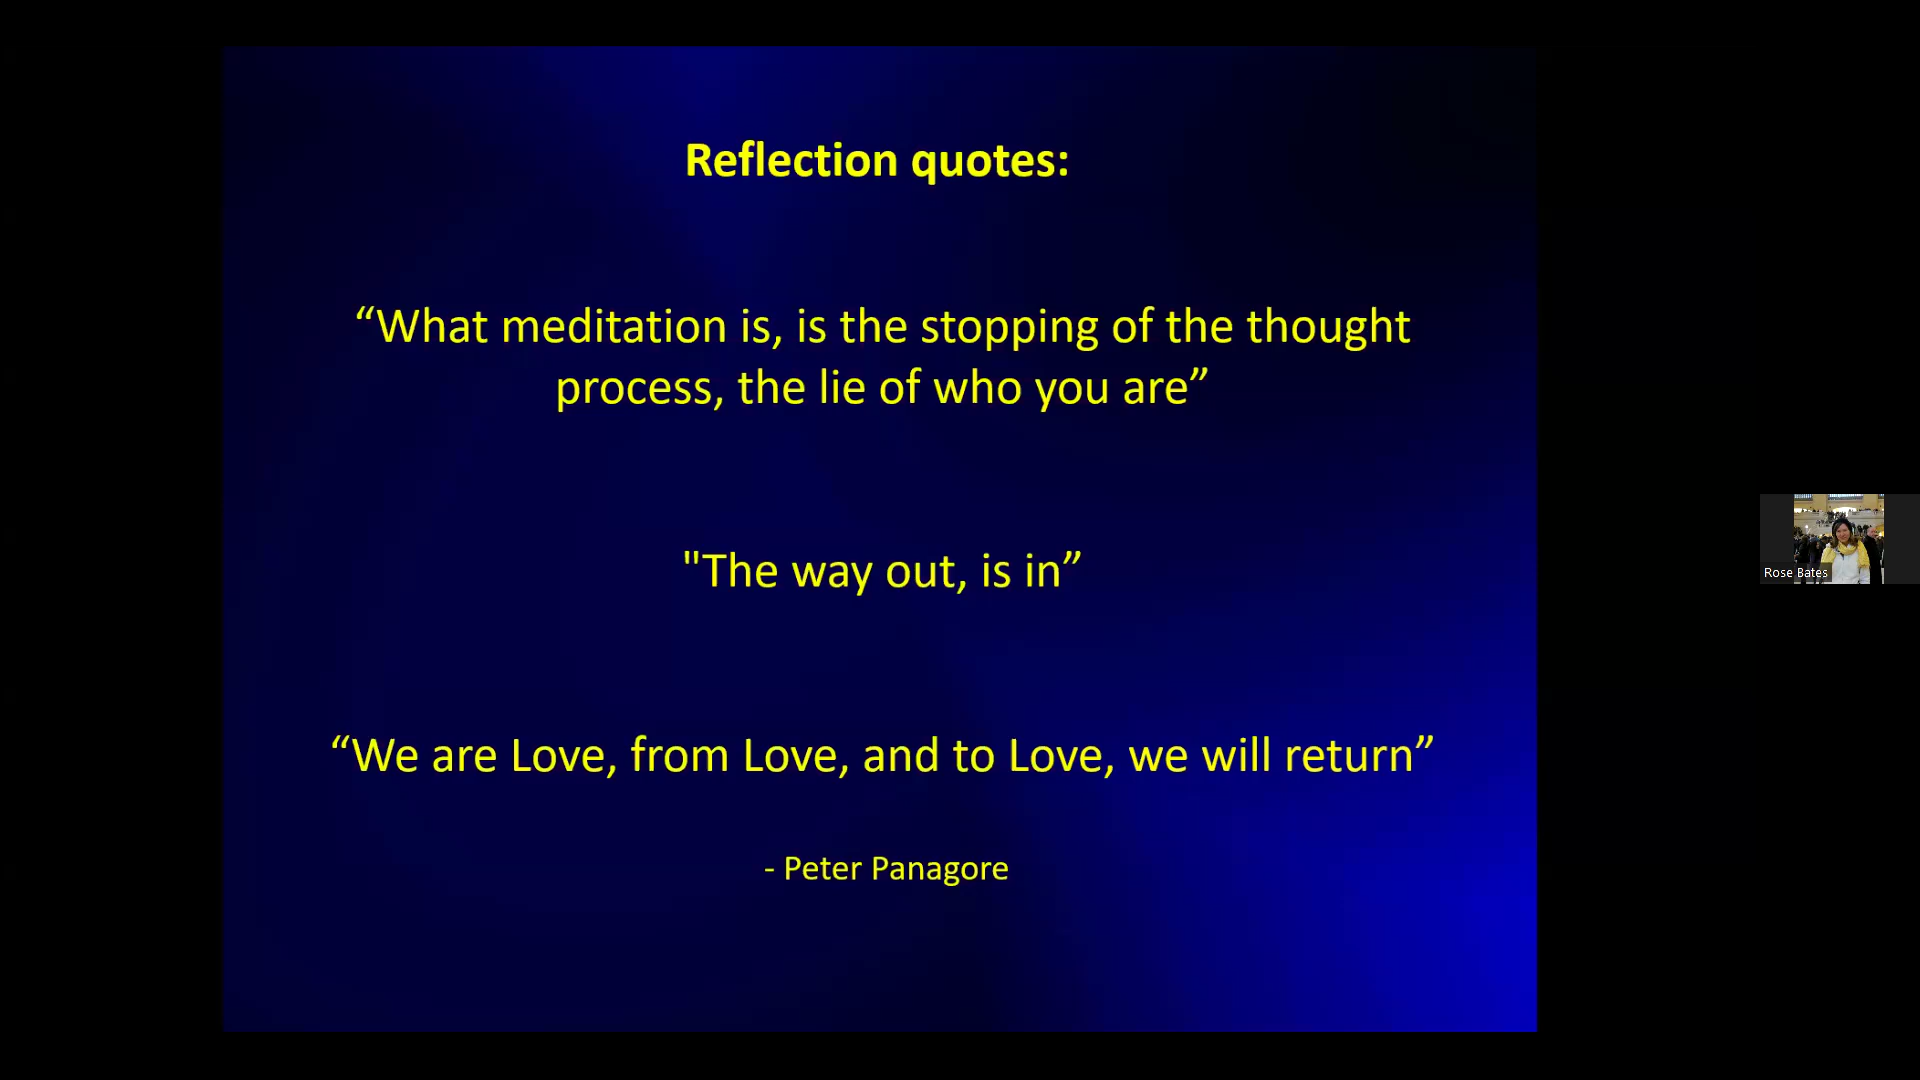 Reflection quotes:
“What meditation is, is the stopping of the thought
process, the lie of who you are”
"The way out, is in”
“We are Love, from Love, and to Love, we will return”
- Peter Panagore
Rose Bates